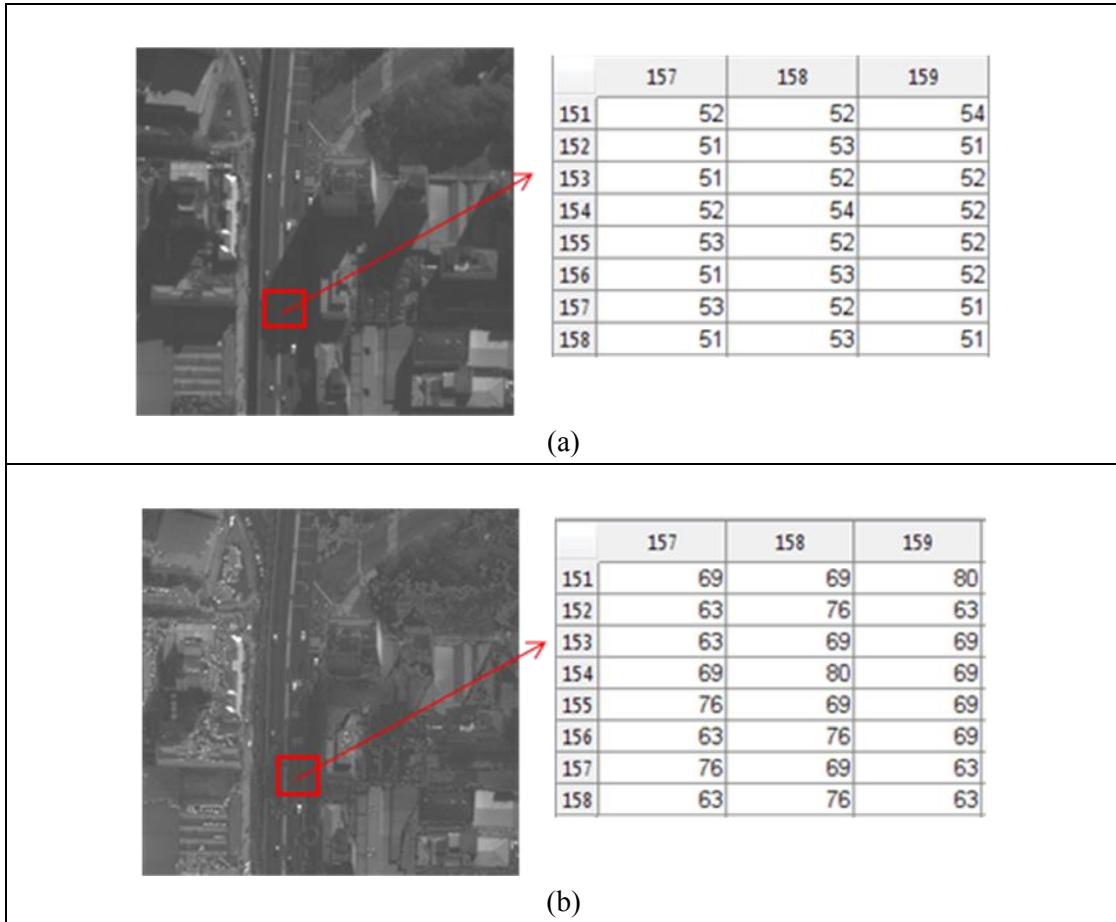 157 158 159
151 52 52 54
152 51 53 51
153 51 52 52
154 52 54 52
155 53 52 52
156 51 53 52
157 53 52 51
158 51 53 51
(a)
157 158 159
151 69 69 80
152 63 76 63
153 63 69 69
154 69 80 69
155 76 69 69
156 63 76 69
157 76 69 63
158 63 76 63
(b)